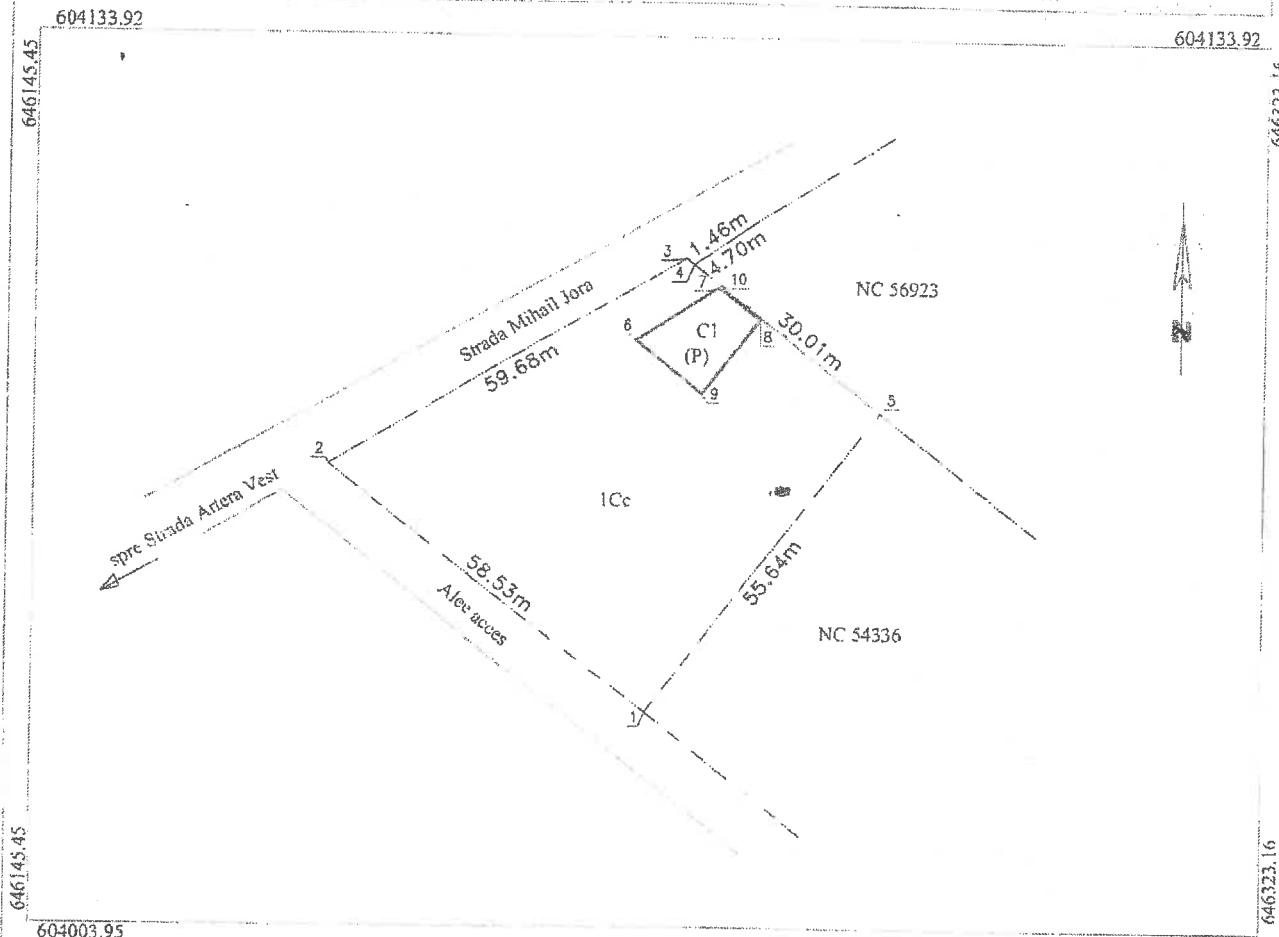 604133.92
604133.92
646145.45
3
1.46m
4
4.70m
7
10
NC 56923
Strada Mihail Jora
59.68m
6
C1
(P)
8
30.01m
9
5
2
spre Strada Artera Vest
1Cc
N
58.53m
Alee acces
55.64m
NC 54336
1
646145.45
646323.16
604003.95